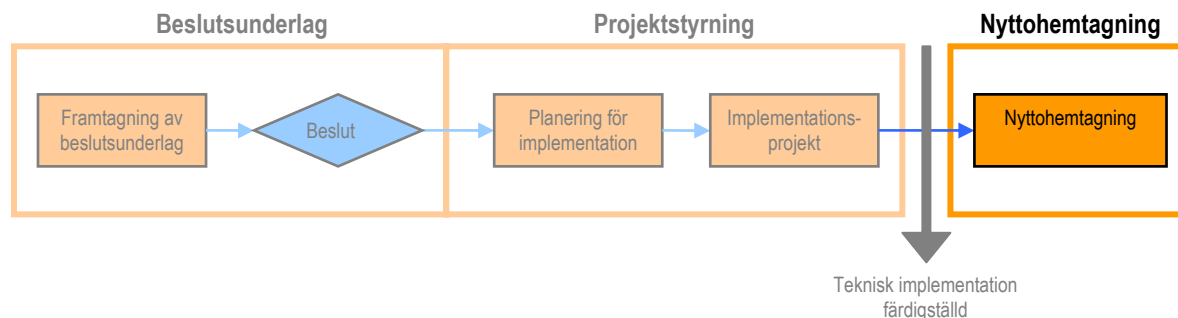 Beslutsunderlag
Projektstyrning
Nyttohemtagning
Framtagning av
beslutsunderlag
Beslut
Planering för
implementation
Implementations-
projekt
Nyttohemtagning
Teknisk implementation
färdigställd